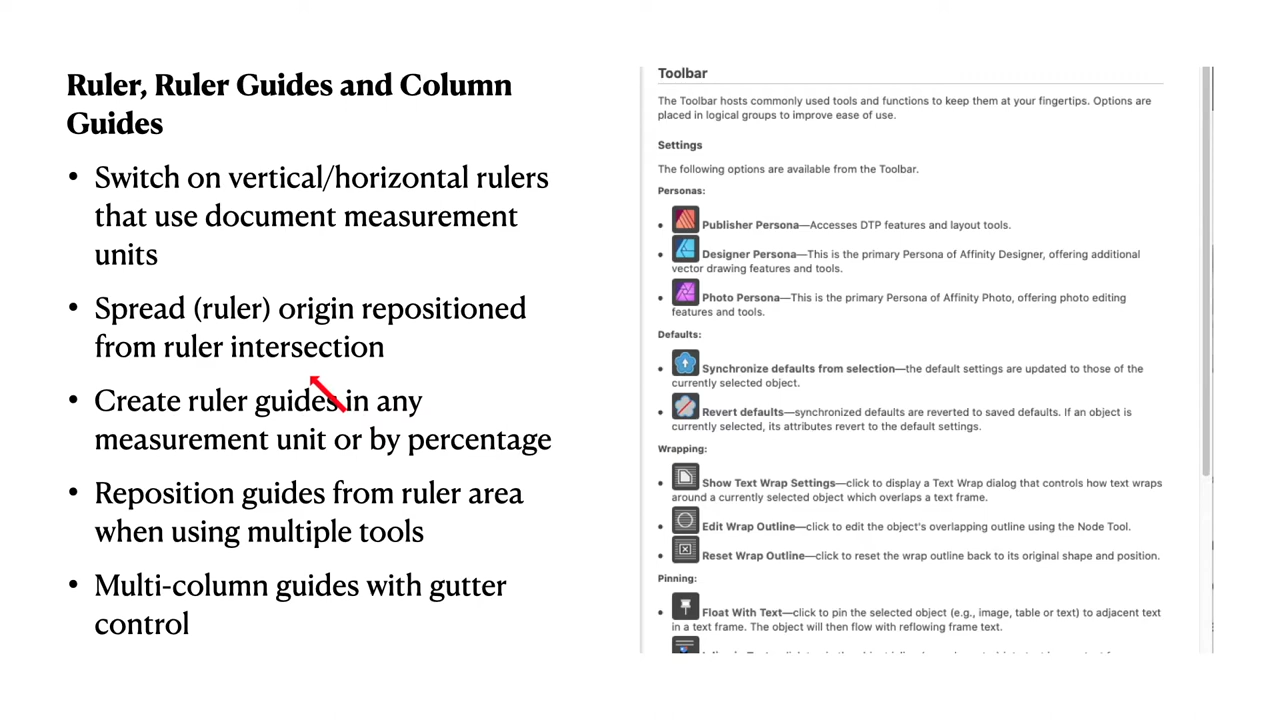 Ruler, Ruler Guides and Column
Guides
• Switch on vertical/horizontal rulers
that use document measurement
units
• Spread (ruler) origin repositioned
from ruler intersection
• Create ruler guides in any
measurement unit or by percentage
• Reposition guides from ruler area
when using multiple tools
• Multi-column guides with gutter
control
Toolbar
The Toolbar hosts commonly used tools and functions to keep them at your fingertips. Options are
placed in logical groups to improve ease of use.
Settings
The following options are available from the Toolbar.
Personas:
• Publisher Persona—Accesses DTP features and layout tools.
• Designer Persona—This is the primary Persona of Affinity Designer, offering additional
vector drawing features and tools.
• Photo Persona—This is the primary Persona of Affinity Photo, offering photo editing
features and tools.
Defaults:
• Synchronize defaults from selection—the default settings are updated to those of the
currently selected object.
• Revert defaults—synchronized defaults are reverted to saved defaults. If an object is
currently selected, its attributes revert to the default settings.
Wrapping:
• Show Text Wrap Settings—click to display a Text Wrap dialog that controls how text wraps
around a currently selected object which overlaps a text frame.
• Edit Wrap Outline—click to edit the object's overlapping outline using the Node Tool.
• Reset Wrap Outline—click to reset the wrap outline back to its original shape and position.
Pinning:
• Float With Text—click to pin the selected object (e.g., image, table or text) to adjacent text
in a text frame. The object will then flow with reflowing frame text.